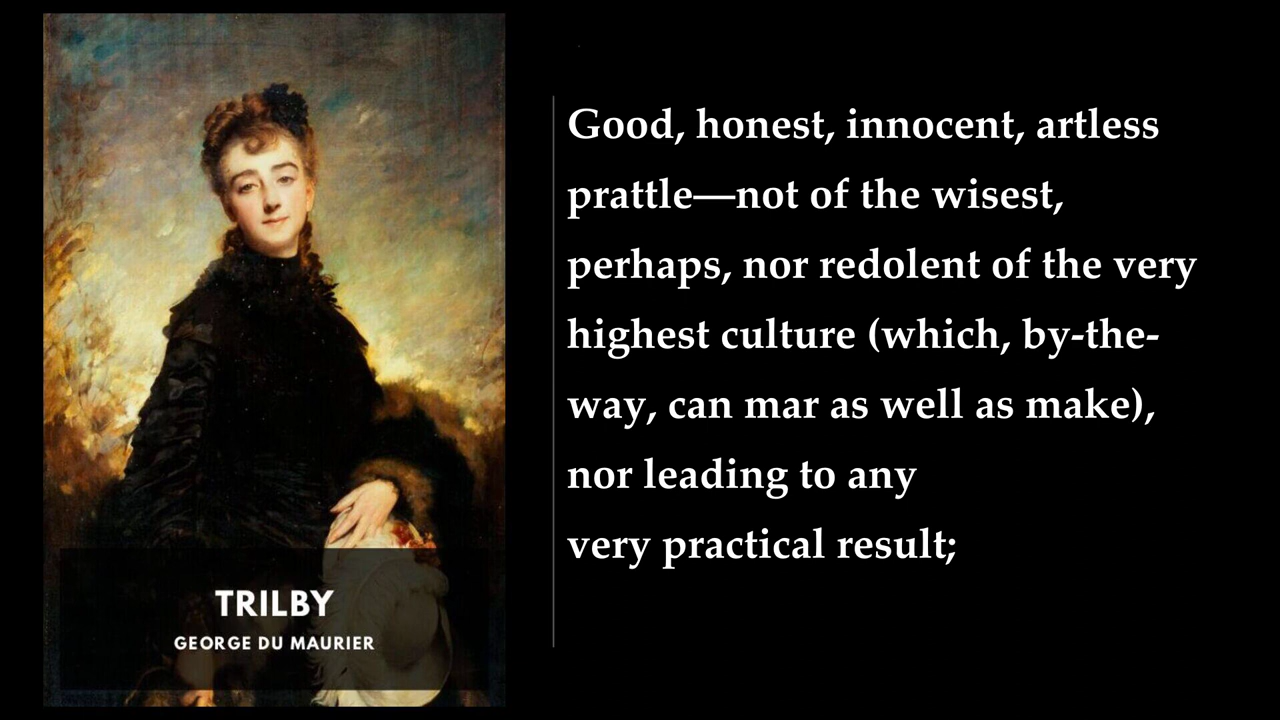 TRILBY
GEORGE DU MAURIER
Good, honest, innocent, artless
prattle—not of the wisest,
perhaps, nor redolent of the very
highest culture (which, by-the-
way, can mar as well as make),
nor leading to any
very practical result;